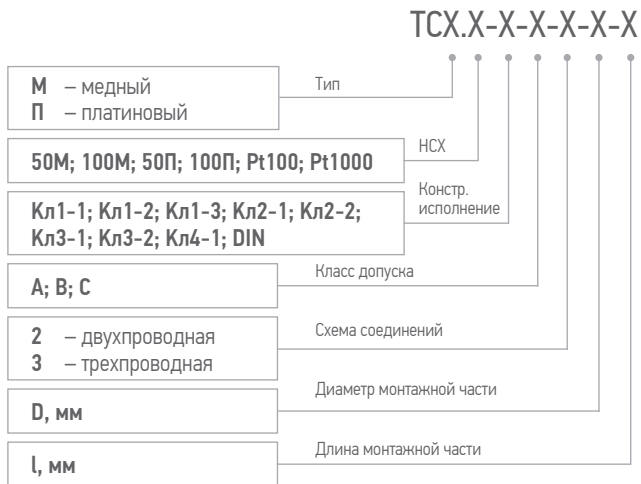 ТСХ.Х-Х-Х-Х-Х-Х
М – медный
П – платиновый
Тип
50М; 100М; 50П; 100П; Pt100; Pt1000
НСХ
Кл1-1; Кл1-2; Кл1-3; Кл2-1; Кл2-2;
Кл3-1; Кл3-2; Кл4-1; DIN
Констр.
исполнение
А; В; С
Класс допуска
2 – двухпроводная
3 – трехпроводная
Схема соединений
D, мм
Диаметр монтажной части
l, мм
Длина монтажной части